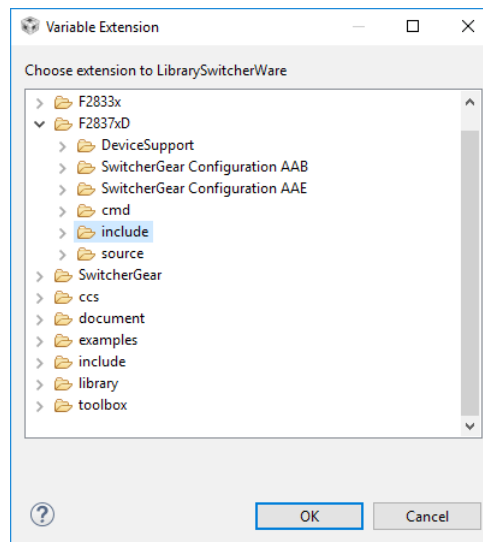 Variable Extension
Choose extension to LibrarySwitcherWare
F2833x
F2837xD
DeviceSupport
SwitcherGear Configuration AAB
SwitcherGear Configuration AAE
cmd
include
source
SwitcherGear
ccs
document
examples
include
library
toolbox
?
OK Cancel